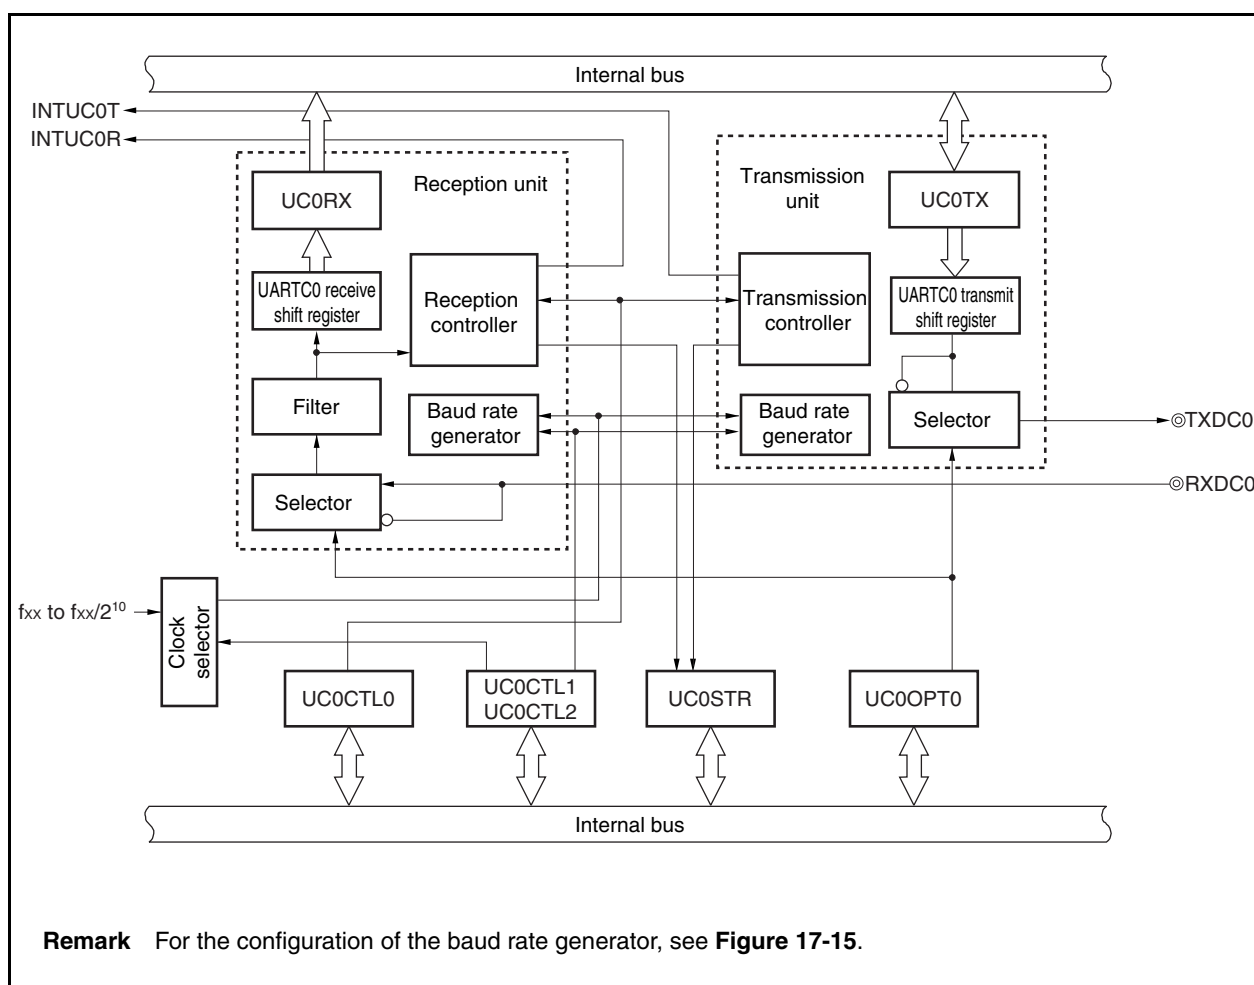 Internal bus
INTUC0T
INTUC0R
Reception unit
Transmission
unit
UC0RX
UC0TX
UARTC0 receive
shift register
Reception
controller
Transmission
controller
UARTC0 transmit
shift register
Filter
Baud rate
generator
Baud rate
generator
Selector
TXDC0
Selector
RXDC0
fxx to fxx/2¹⁰
Clock
selector
UC0CTL0
UC0CTL1
UC0CTL2
UC0STR
UC0OPT0
Internal bus
Remark For the configuration of the baud rate generator, see Figure 17-15.